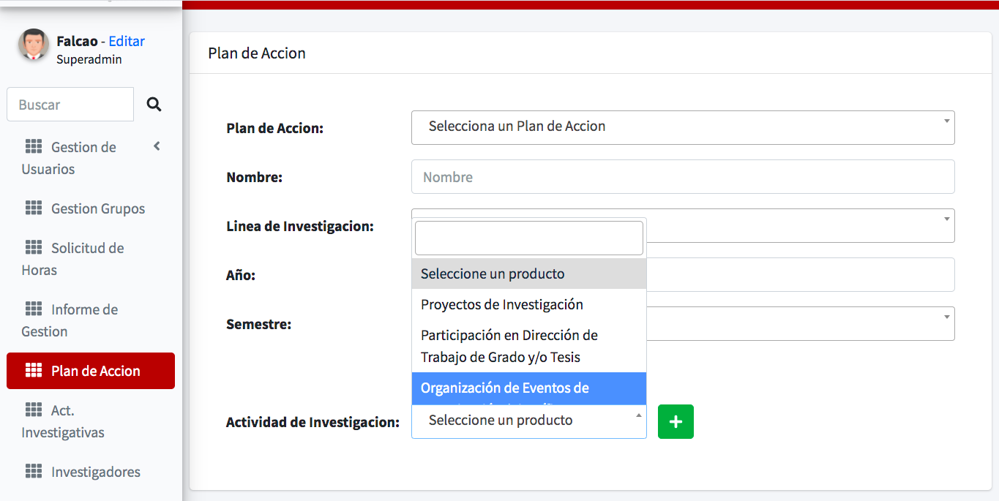 Falcao - Editar
Superadmin
Buscar
Gestion de
Usuarios
Gestion Grupos
Solicitud de
Horas
Informe de
Gestion
Plan de Accion
Act.
Investigativas
Investigadores
Plan de Accion
Plan de Accion: Selecciona un Plan de Accion
Nombre: Nombre
Linea de Investigacion:
Año:
Semestre:
Seleccione un producto
Proyectos de Investigación
Participación en Dirección de
Trabajo de Grado y/o Tesis
Organización de Eventos de
Actividad de Investigacion: Seleccione un producto